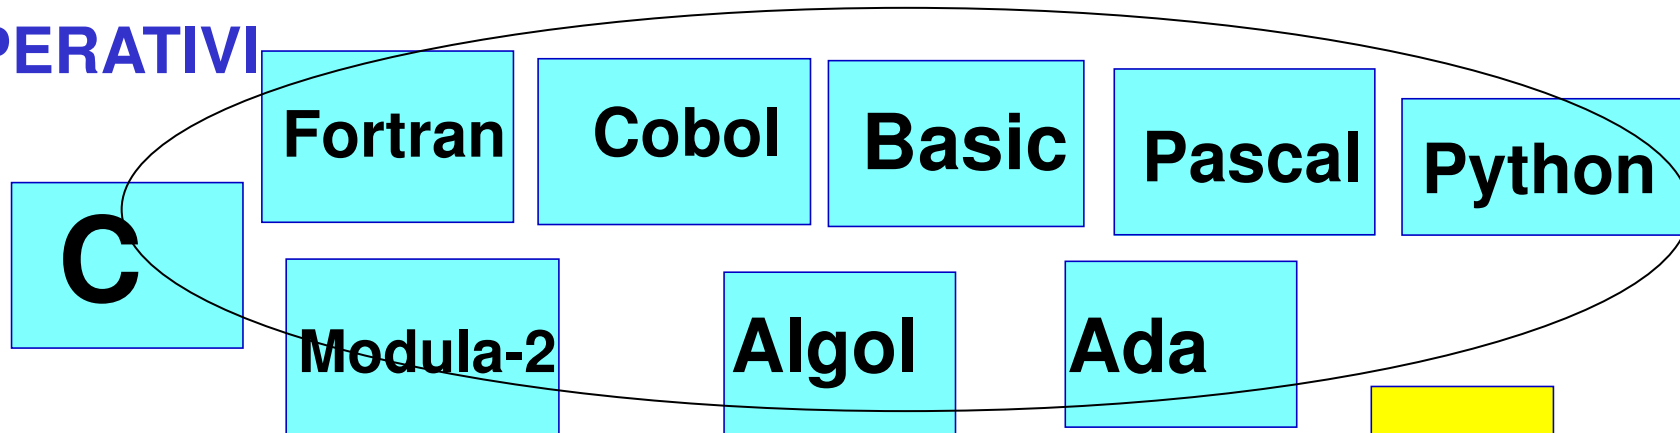 PERATIVI
Fortran
Cobol
Basic
Pascal
Python
C
Modula-2
Algol
Ada